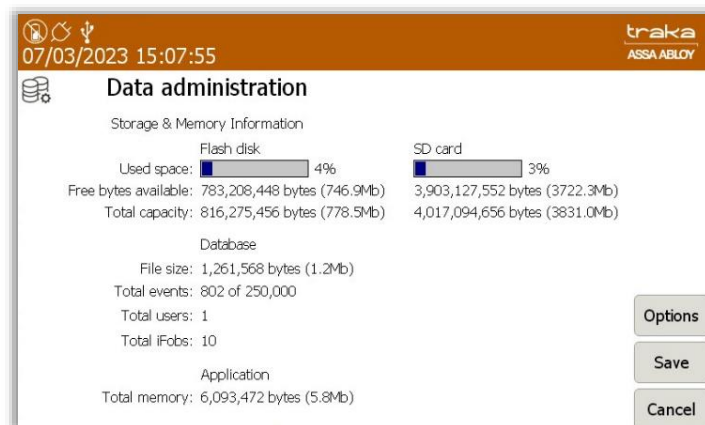 traka
07/03/2023 15:07:55
ASSA ABLOY
Data administration
Storage & Memory Information
Flash disk SD card
Used space: 4% 3%
Free bytes available: 783,208,448 bytes (746.9Mb) 3,903,127,552 bytes (3722.3Mb)
Total capacity: 816,275,456 bytes (778.5Mb) 4,017,094,656 bytes (3831.0Mb)
Database
File size: 1,261,568 bytes (1.2Mb)
Total events: 802 of 250,000
Total users: 1
Options
Total iFobs: 10
Save
Application
Total memory: 6,093,472 bytes (5.8Mb)
Cancel